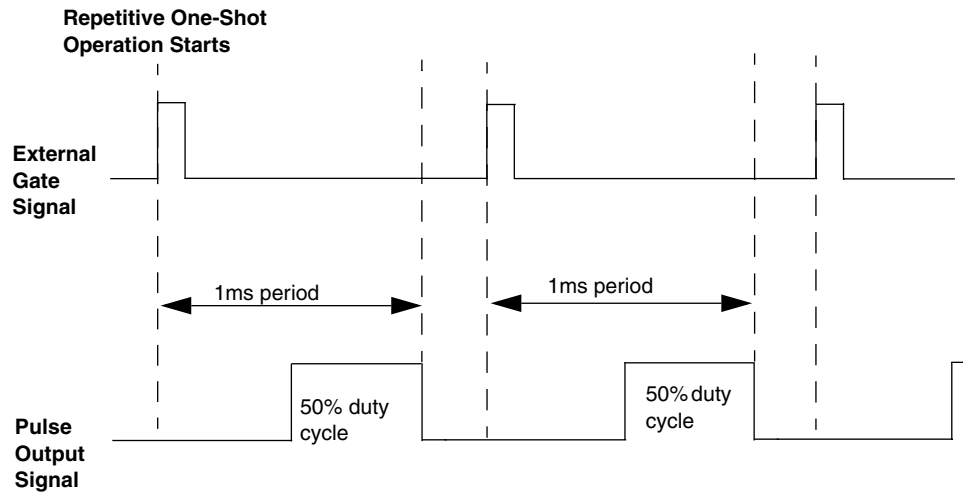 Repetitive One-Shot
Operation Starts
External
Gate
Signal
1ms period
1ms period
50% duty
cycle
50% duty
cycle
Pulse
Output
Signal